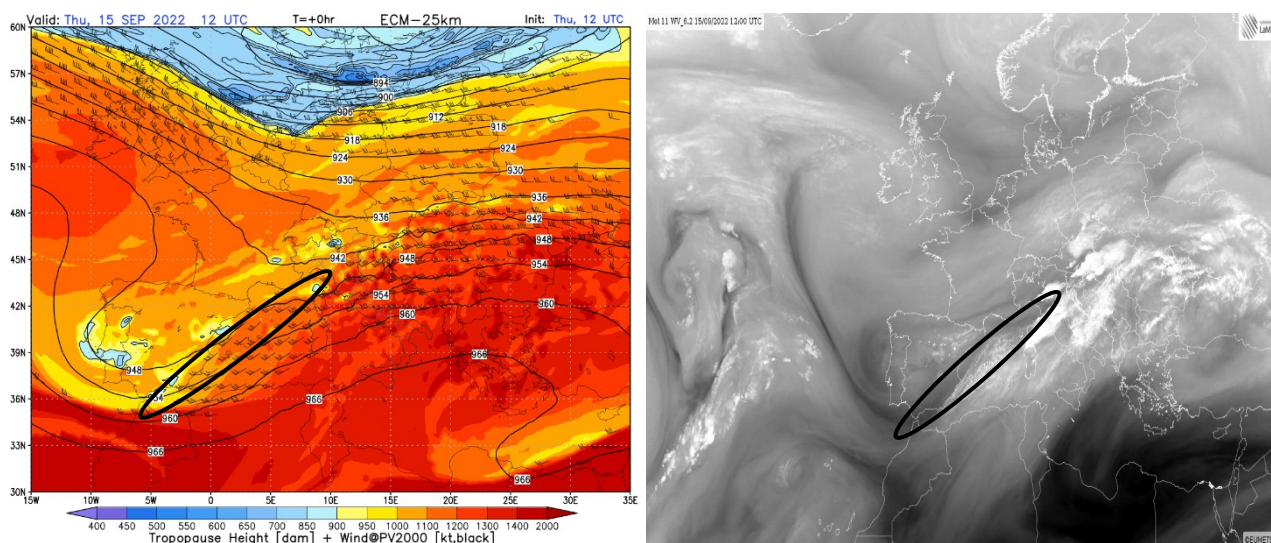 Valid: Thu, 15 SEP 2022 12 UTC T=+0hr ECM-25km Init: Thu, 12 UTC
60N
57N
54N
51N
48N
45N
42N
39N
36N
33N
30N
894
900
906
912
918
918
924
924
930
930
936
936
942
942
948
948
954
954
960
960
966
966
948
954
960
966
966
15W 10W 5W 0 5E 10E 15E 20E 25E 30E 35E
400 450 500 550 600 650 700 850 900 950 1000 1100 1200 1300 1400 2000
Tropopause Height [dam] + Wind@PV2000 [kt,black]
Met 11 WV_6.2 15/09/2022 12:00 UTC
LaM
©EUMETS